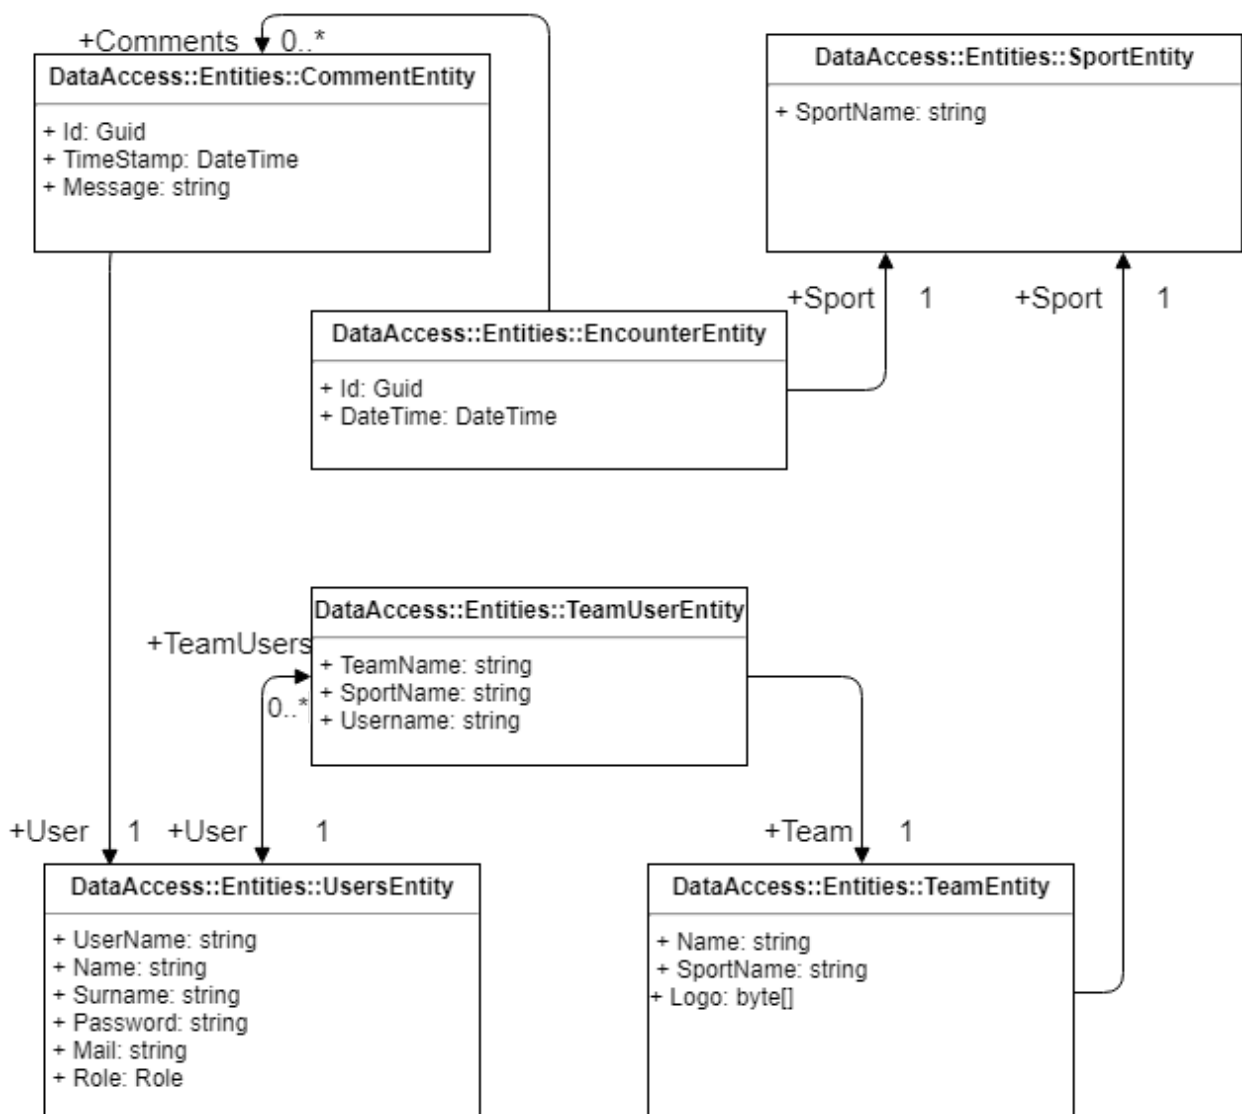 +Comments 0..*
DataAccess::Entities::CommentEntity
+ Id: Guid
+ TimeStamp: DateTime
+ Message: string
DataAccess::Entities::SportEntity
+ SportName: string
+Sport 1
+Sport 1
DataAccess::Entities::EncounterEntity
+ Id: Guid
+ DateTime: DateTime
DataAccess::Entities::TeamUserEntity
+ TeamName: string
+ SportName: string
+ Username: string
+TeamUsers
0..*
+User 1
+User 1
+Team 1
DataAccess::Entities::UsersEntity
+ UserName: string
+ Name: string
+ Surname: string
+ Password: string
+ Mail: string
+ Role: Role
DataAccess::Entities::TeamEntity
+ Name: string
+ SportName: string
+ Logo: byte[]